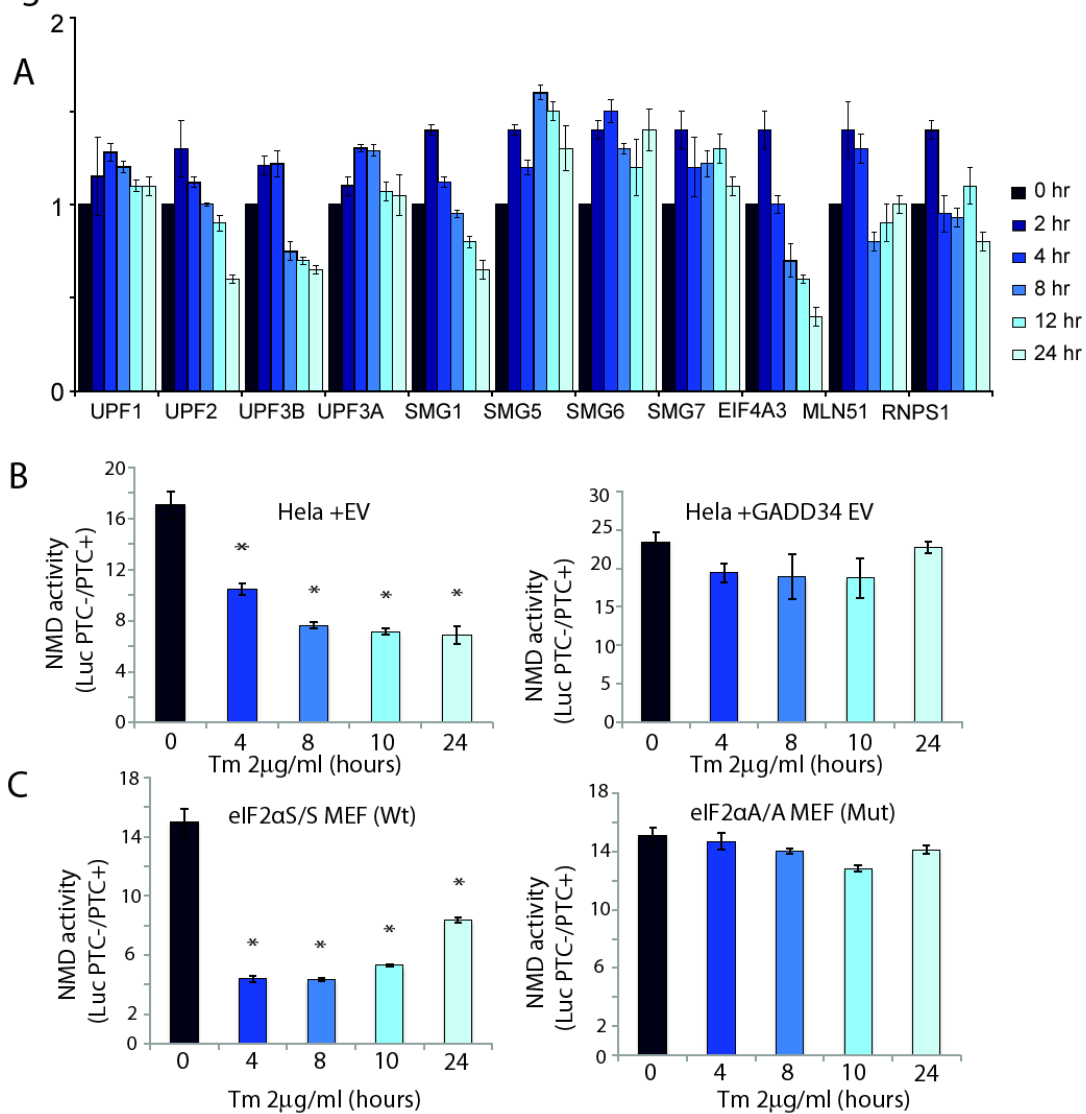 A
2
1
0
UPF1 UPF2 UPF3B UPF3A SMG1 SMG5 SMG6 SMG7 EIF4A3 MLN51 RNPS1
0 hr
2 hr
4 hr
8 hr
12 hr
24 hr
B
NMD activity
(Luc PTC-/PTC+)
20
16
12
8
4
0
Hela +EV
*
*
*
*
0 4 8 10 24
Tm 2µg/ml (hours)
NMD activity
(Luc PTC-/PTC+)
30
25
20
15
10
5
0
Hela +GADD34 EV
0 4 8 10 24
Tm 2µg/ml (hours)
C
NMD activity
(Luc PTC-/PTC+)
18
14
10
6
2
0
eIF2αS/S MEF (Wt)
*
*
*
*
0 4 8 10 24
Tm 2µg/ml (hours)
NMD activity
(Luc PTC-/PTC+)
18
14
10
6
2
0
eIF2αA/A MEF (Mut)
0 4 8 10 24
Tm 2µg/ml (hours)